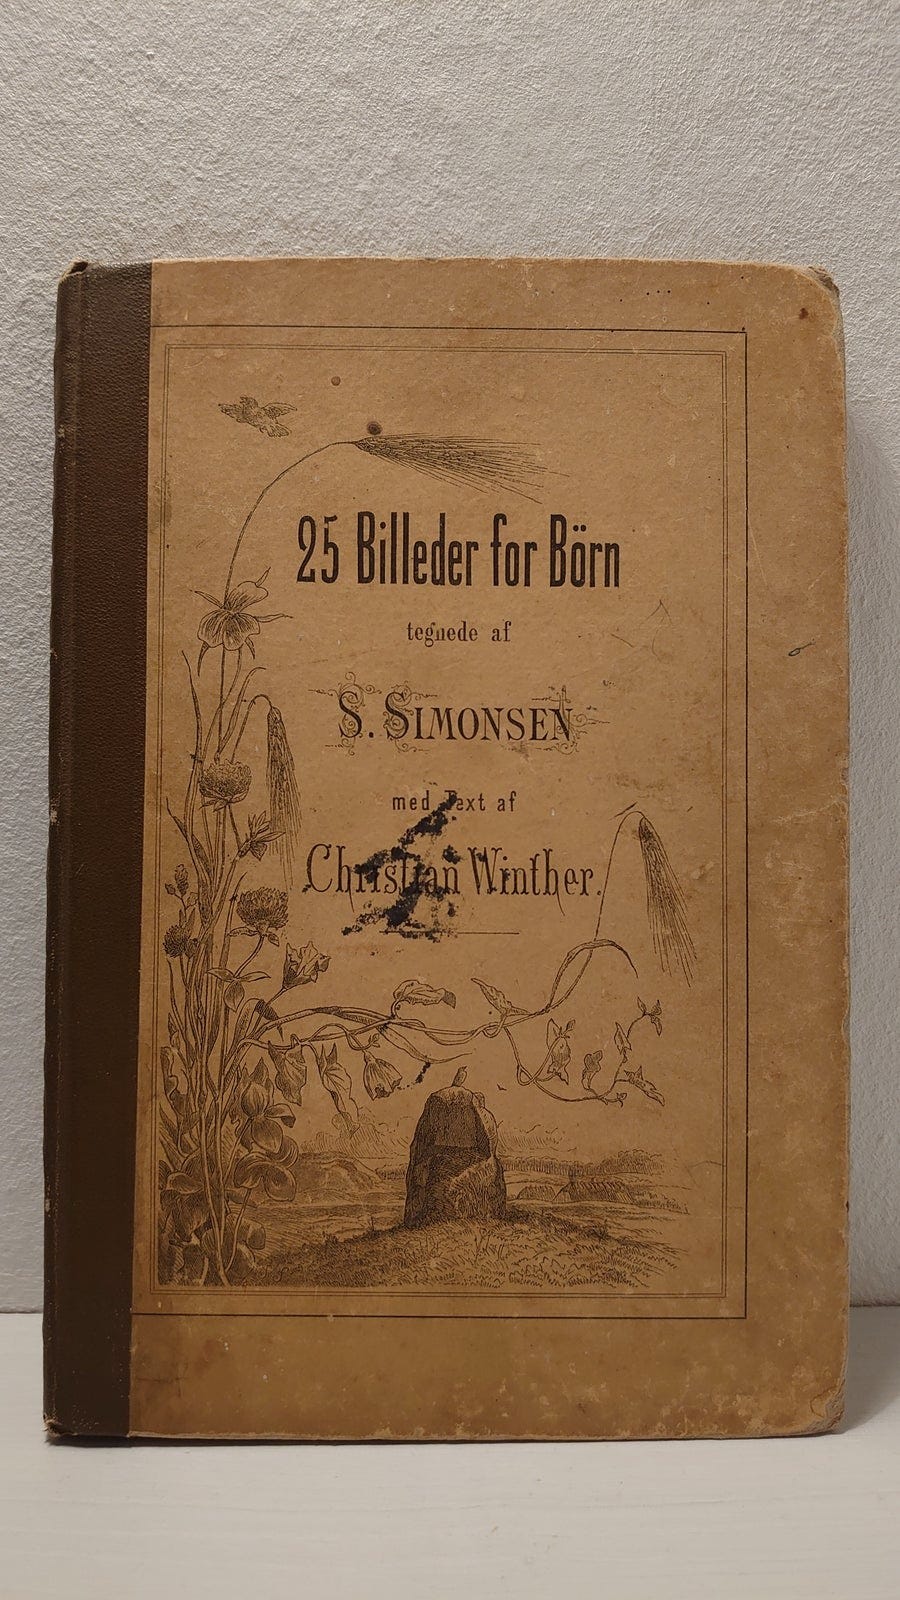 25 Billeder for Börn
tegnede af
S. SIMONSEN
med Text af
Christian Winther.